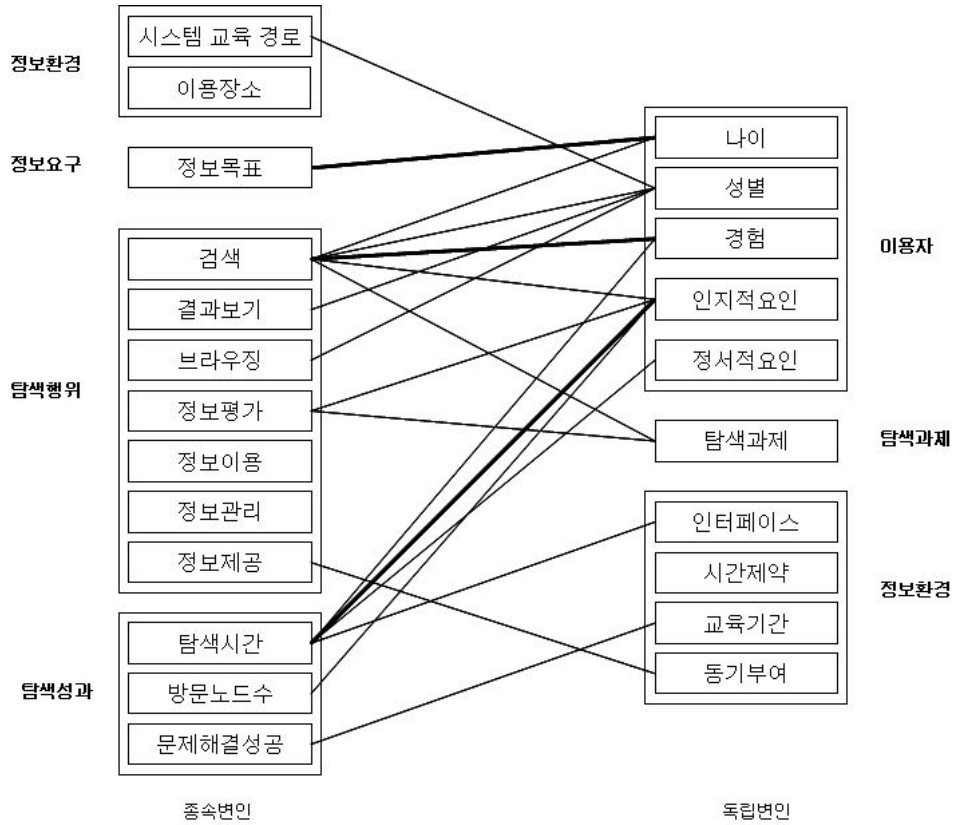 정보환경
시스템 교육 경로
이용장소
정보요구
정보목표
탐색행위
검색
결과보기
브라우징
정보평가
정보이용
정보관리
정보제공
탐색성과
탐색시간
방문노드수
문제해결성공
종속변인
나이
성별
경험
인지적요인
정서적요인
이용자
탐색과제
탐색과제
인터페이스
시간제약
교육기간
동기부여
정보환경
독립변인